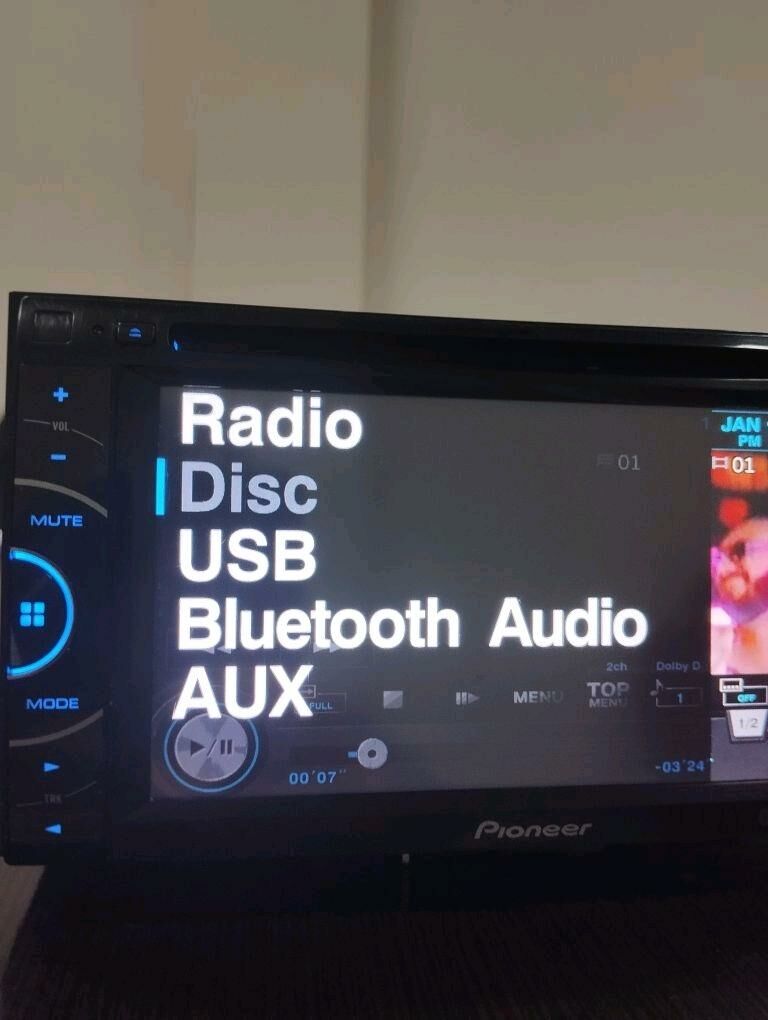 Radio
Disc
USB
Bluetooth Audio
AUX
VOL
MUTE
MODE
TRK
JAN
PM
01
01
2ch
Dolby D
FULL
MENU
TOP
MENU
1
OFF
1/2
00'07"
-03'24"
Pioneer